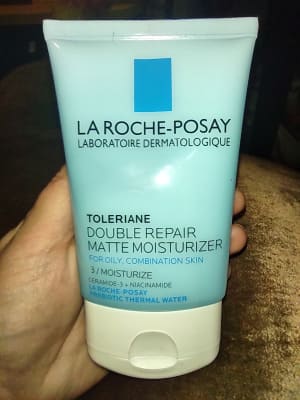 LA ROCHE-POSAY
LABORATOIRE DERMATOLOGIQUE
TOLERIANE
DOUBLE REPAIR
MATTE MOISTURIZER
FOR OILY, COMBINATION SKIN
3 / MOISTURIZE
CERAMIDE-3 + NIACINAMIDE
LA ROCHE-POSAY
PREBIOTIC THERMAL WATER